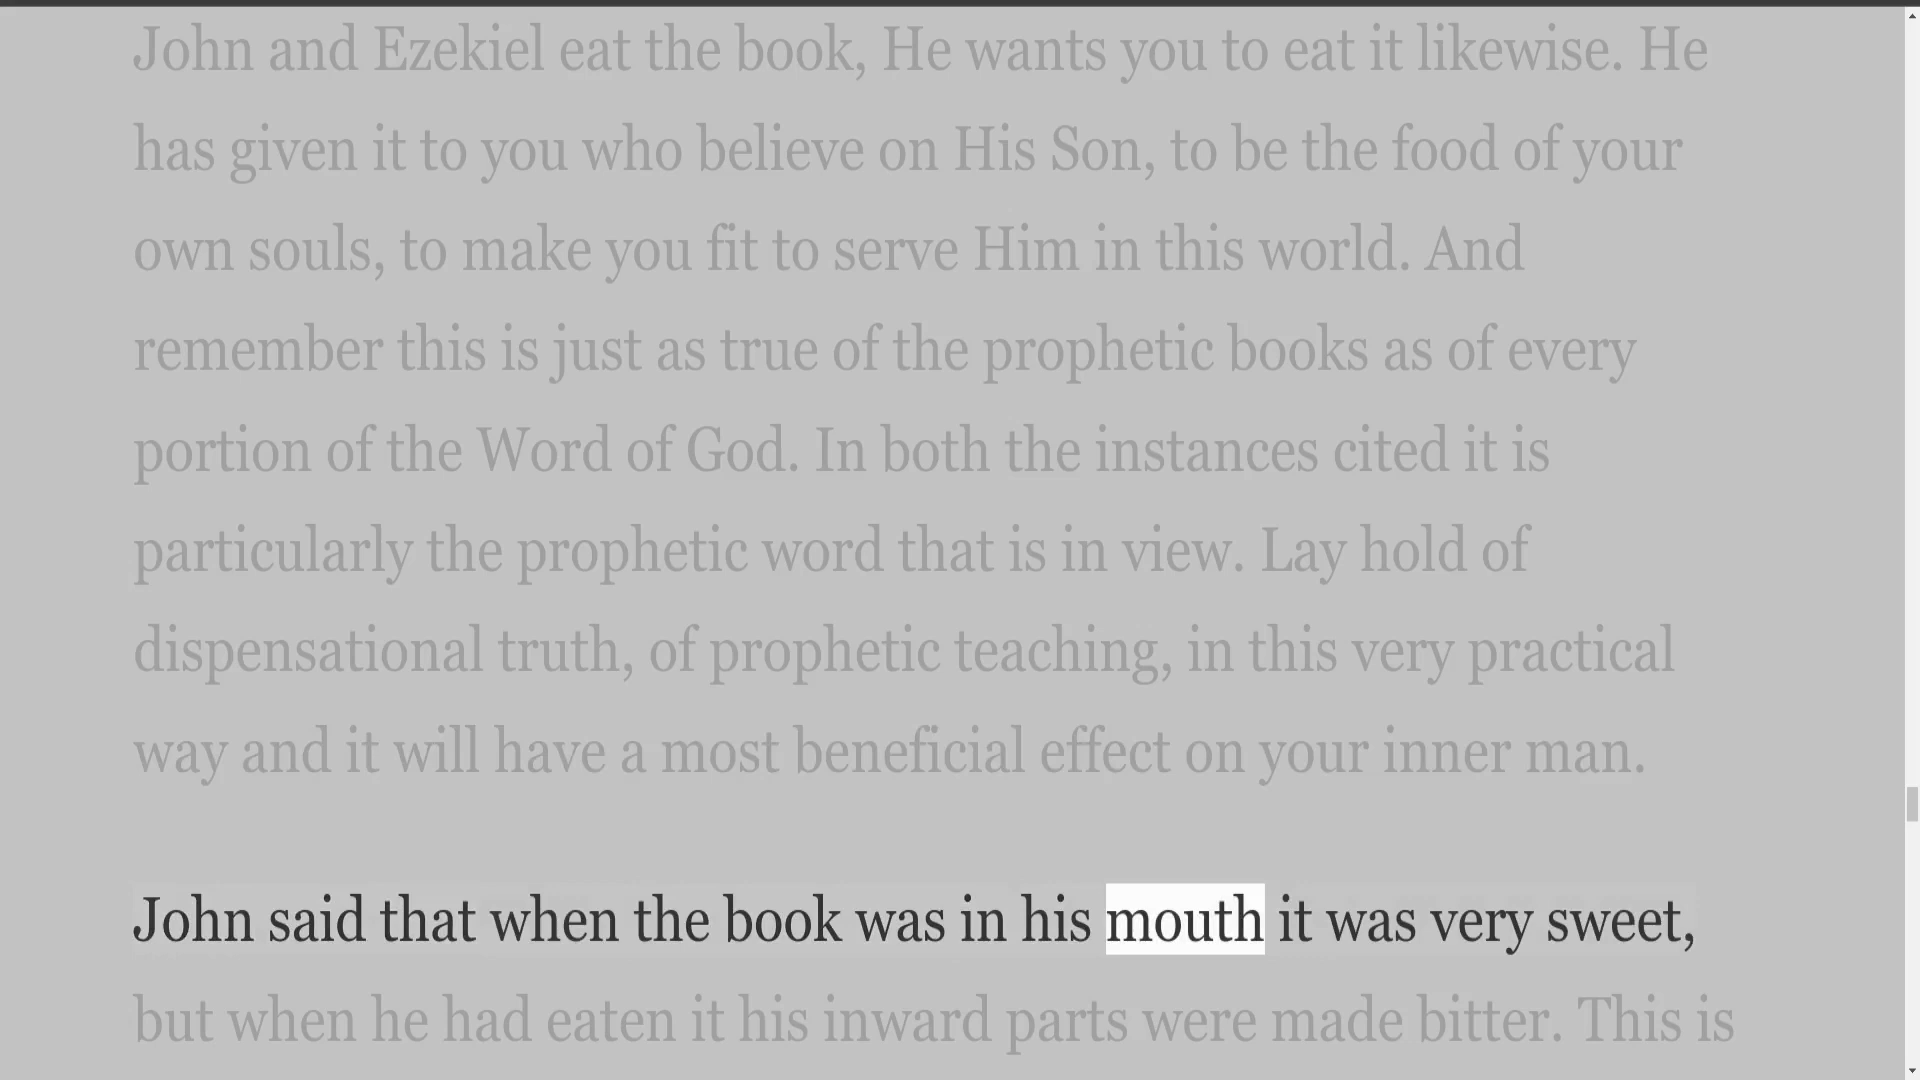 John and Ezekiel eat the book, He wants you to eat it likewise. He
has given it to you who believe on His Son, to be the food of your
own souls, to make you fit to serve Him in this world. And
remember this is just as true of the prophetic books as of every
portion of the Word of God. In both the instances cited it is
particularly the prophetic word that is in view. Lay hold of
dispensational truth, of prophetic teaching, in this very practical
way and it will have a most beneficial effect on your inner man.
John said that when the book was in his mouth it was very sweet,
but when he had eaten it his inward parts were made bitter. This is